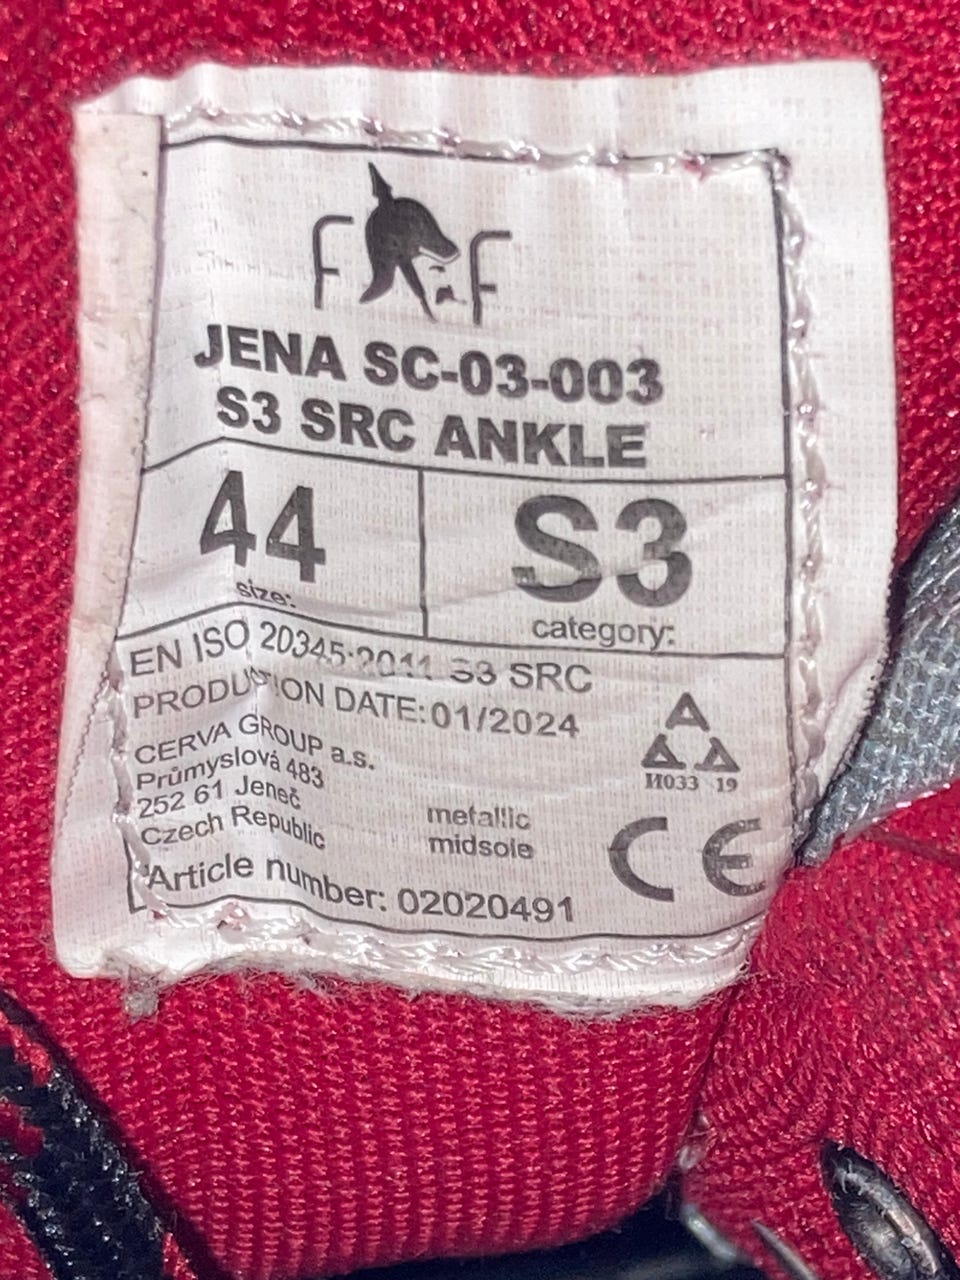 F F
JENA SC-03-003
S3 SRC ANKLE
44
size:
S3
category:
EN ISO 20345:2011 S3 SRC
PRODUCTION DATE: 01/2024
CERVA GROUP a.s.
Průmyslová 483
252 61 Jeneč
Czech Republic
metallic
midsole
И033 19
CE
Article number: 02020491